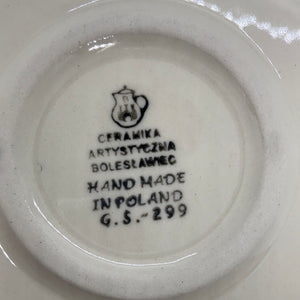 CERAMIKA
ARTYSTYCZNA
BOLESŁAWIEC
HAND MADE
IN POLAND
G.S.-299